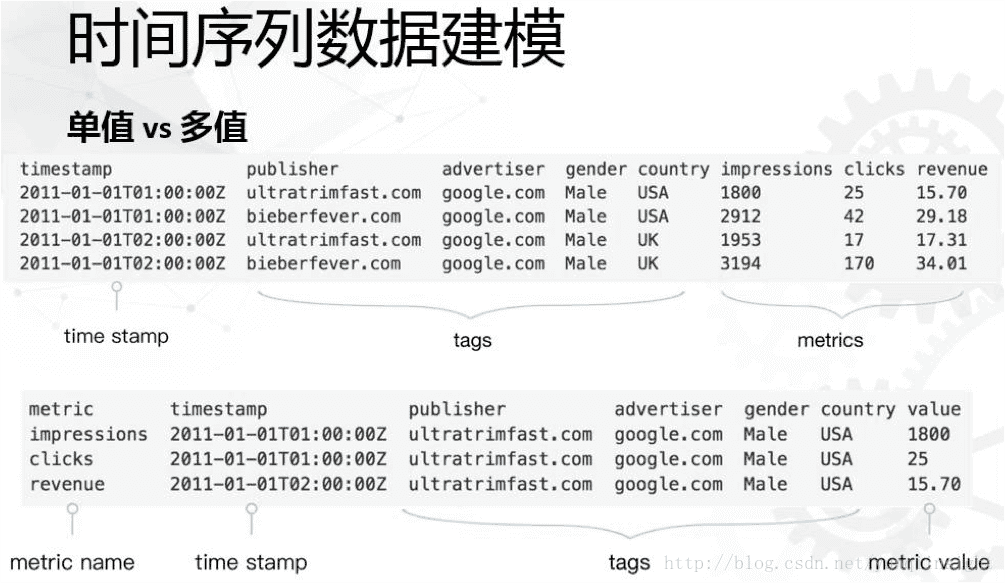 时间序列数据建模
单值 vs 多值
timestamp publisher advertiser gender country impressions clicks revenue
2011-01-01T01:00:00Z ultratrimfast.com google.com Male USA 1800 25 15.70
2011-01-01T01:00:00Z bieberfever.com google.com Male USA 2912 42 29.18
2011-01-01T02:00:00Z ultratrimfast.com google.com Male UK 1953 17 17.31
2011-01-01T02:00:00Z bieberfever.com google.com Male UK 3194 170 34.01
time stamp tags metrics
metric timestamp publisher advertiser gender country value
impressions 2011-01-01T01:00:00Z ultratrimfast.com google.com Male USA 1800
clicks 2011-01-01T01:00:00Z ultratrimfast.com google.com Male USA 25
revenue 2011-01-01T02:00:00Z ultratrimfast.com google.com Male USA 15.70
metric name time stamp tags metric value